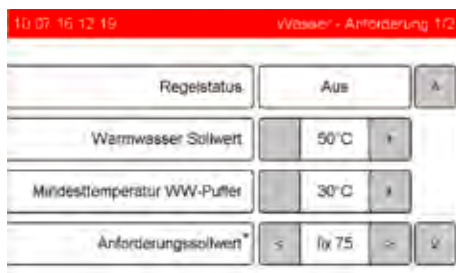 10.07.16 12:19 Wasser - Anforderung 1/2
Regelstatus Aus
Warmwasser Sollwert 50°C +
Mindesttemperatur WW-Puffer 30°C +
Anforderungssollwert* < fix 75 >